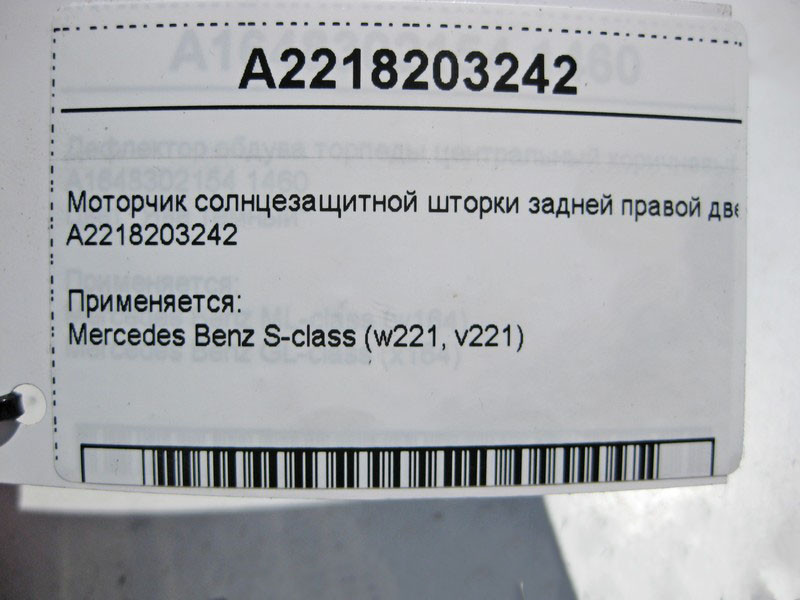 A2218203242
Моторчик солнцезащитной шторки задней правой две
A2218203242
Применяется:
Mercedes Benz S-class (w221, v221)